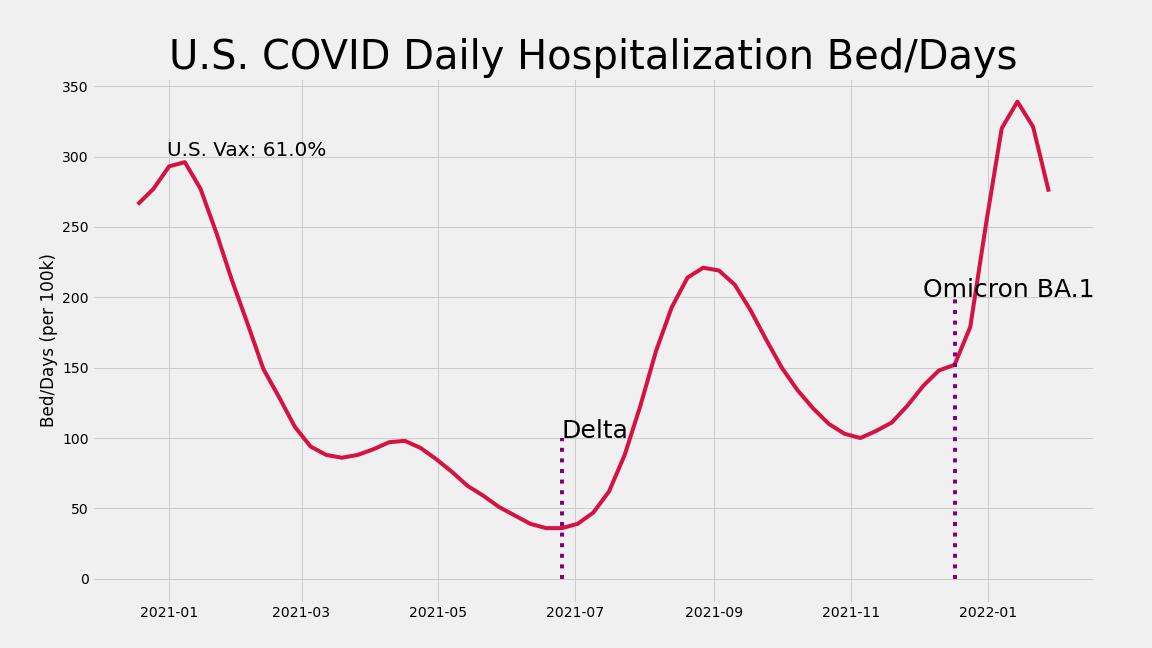 U.S. COVID Daily Hospitalization Bed/Days
350
U.S. Vax: 61.0%
300
250
Omicron BA.1
200
150
Delta
100
50
0
Bed/Days (per 100k)
2021-01 2021-03 2021-05 2021-07 2021-09 2021-11 2022-01